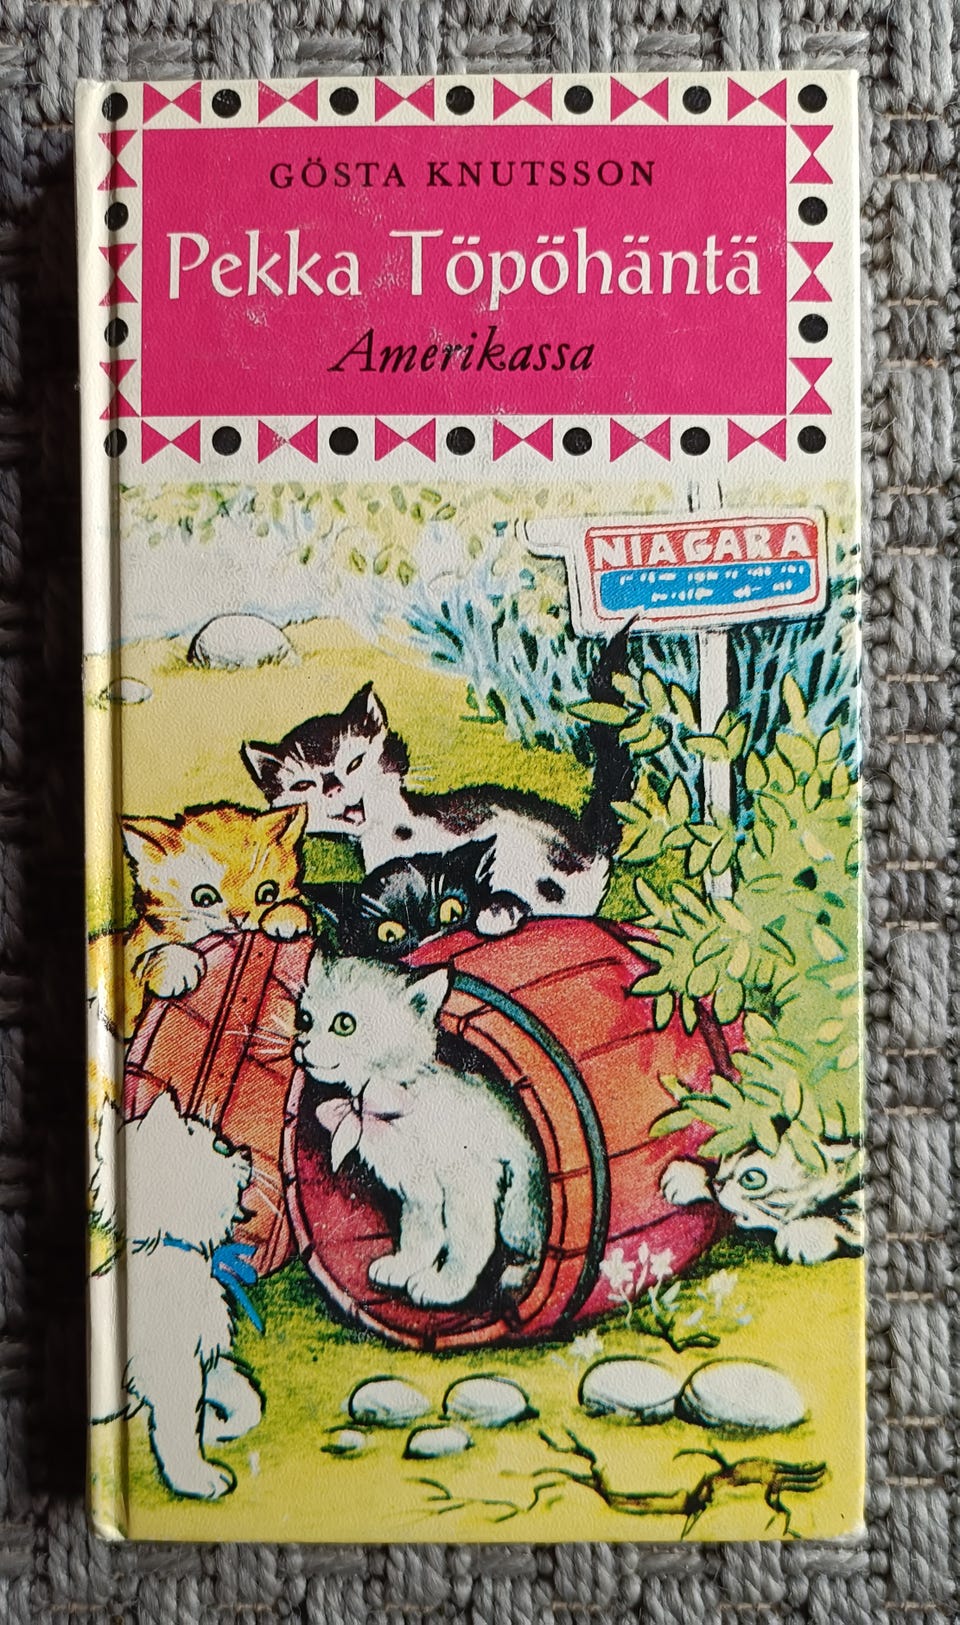 GÖSTA KNUTSSON
Pekka Töpöhäntä
Amerikassa
NIAGARA